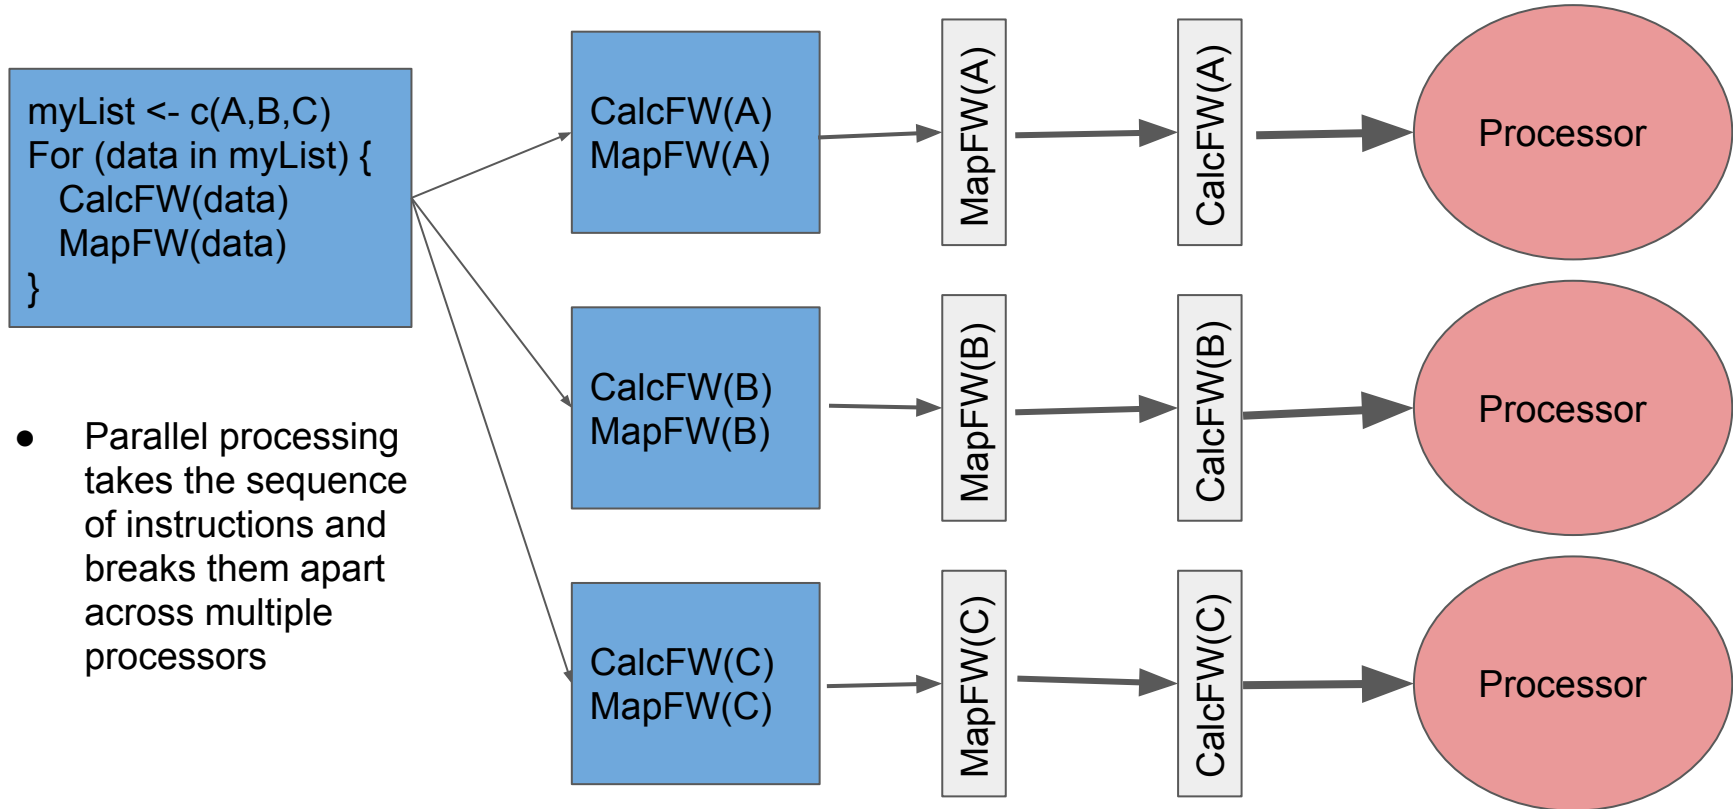 myList <- c(A,B,C)
For (data in myList) {
CalcFW(data)
MapFW(data)
}
● Parallel processing
takes the sequence
of instructions and
breaks them apart
across multiple
processors
CalcFW(A)
MapFW(A)
MapFW(A)
CalcFW(A)
Processor
CalcFW(B)
MapFW(B)
MapFW(B)
CalcFW(B)
Processor
CalcFW(C)
MapFW(C)
MapFW(C)
CalcFW(C)
Processor